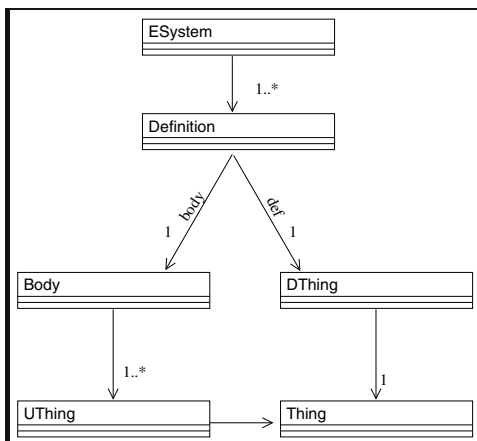 ESystem
1..*
Definition
body
def
1
1
Body
DThing
1..*
1
UThing
Thing